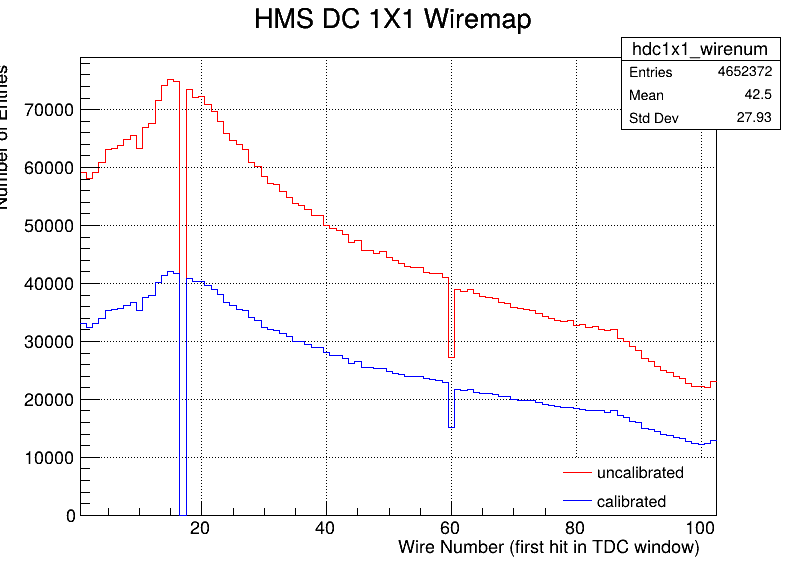 HMS DC 1X1 Wiremap
hdc1x1_wirenum
Entries 4652372
Mean 42.5
Std Dev 27.93
Number of Entries
70000
60000
50000
40000
30000
20000
10000
0
uncalibrated
calibrated
20 40 60 80 100
Wire Number (first hit in TDC window)